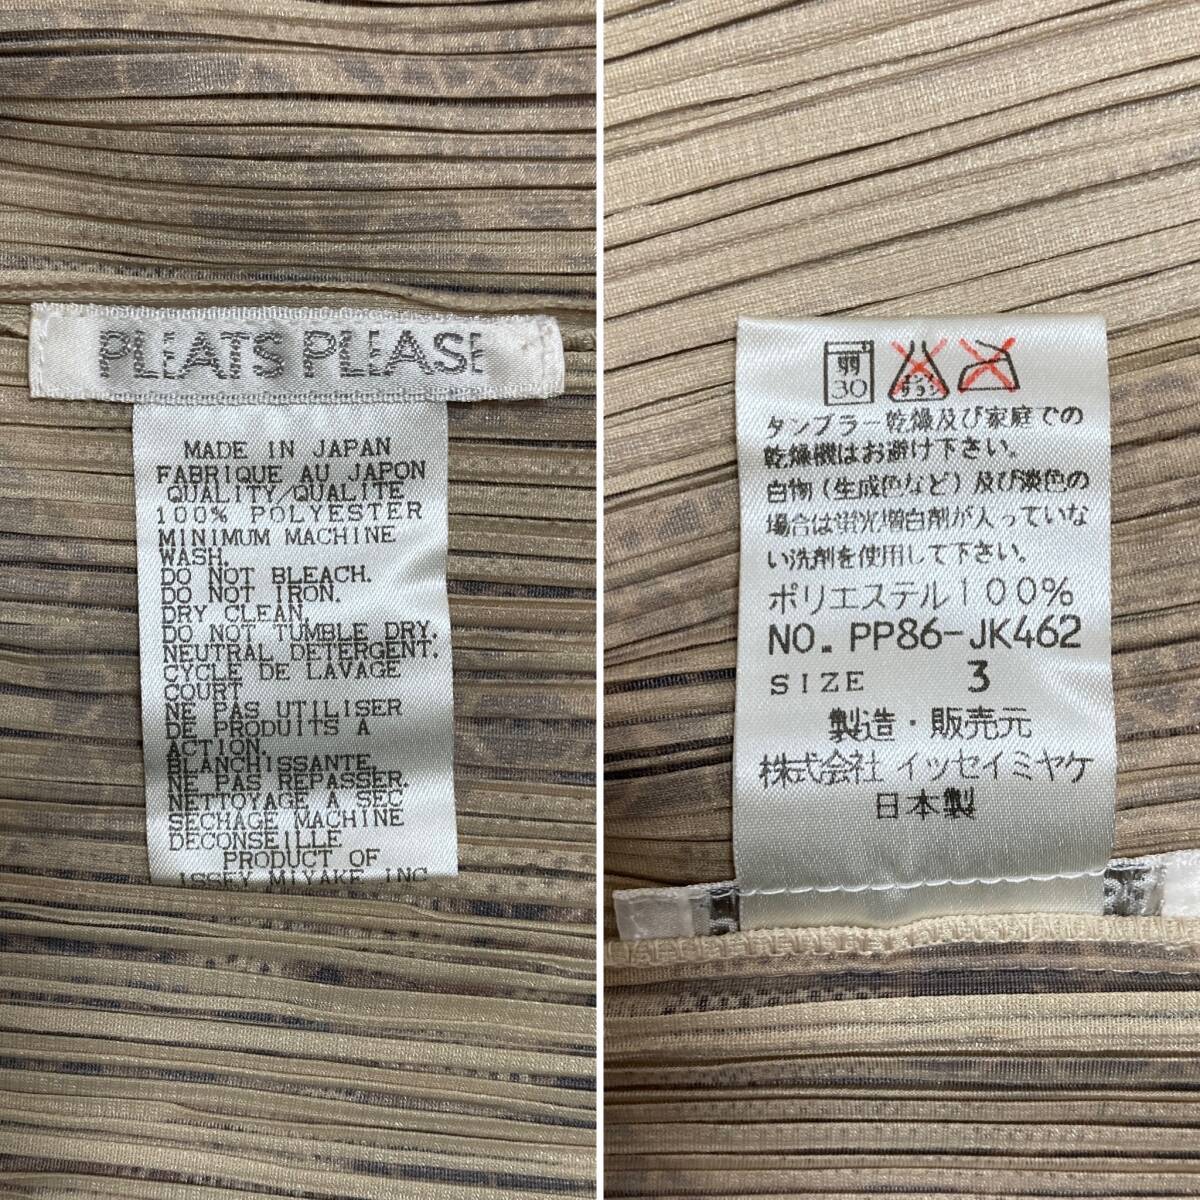 PLEATS PLEASE
MADE IN JAPAN
FABRIQUE AU JAPON
QUALITY/QUALITE
100% POLYESTER
MINIMUM MACHINE
WASH.
DO NOT BLEACH.
DO NOT IRON.
DRY CLEAN.
DO NOT TUMBLE DRY.
NEUTRAL DETERGENT.
CYCLE DE LAVAGE
COURT
NE PAS UTILISER
DE PRODUITS A
ACTION.
BLANCHISSANTE.
NE PAS REPASSER.
NETTOYAGE A SEC
SECHAGE MACHINE
DECONSEILLE
PRODUCT OF
ISSEY MIYAKE INC.
弱
30
エンソ
サラシ
タンブラー乾燥及び家庭での
乾燥機はお避け下さい。
白物(生成色など)及び淡色の
場合は蛍光増白剤が入っていな
い洗剤を使用して下さい。
ポリエステル100%
NO. PP86-JK462
SIZE 3
製造・販売元
株式会社 イッセイミヤケ
日本製